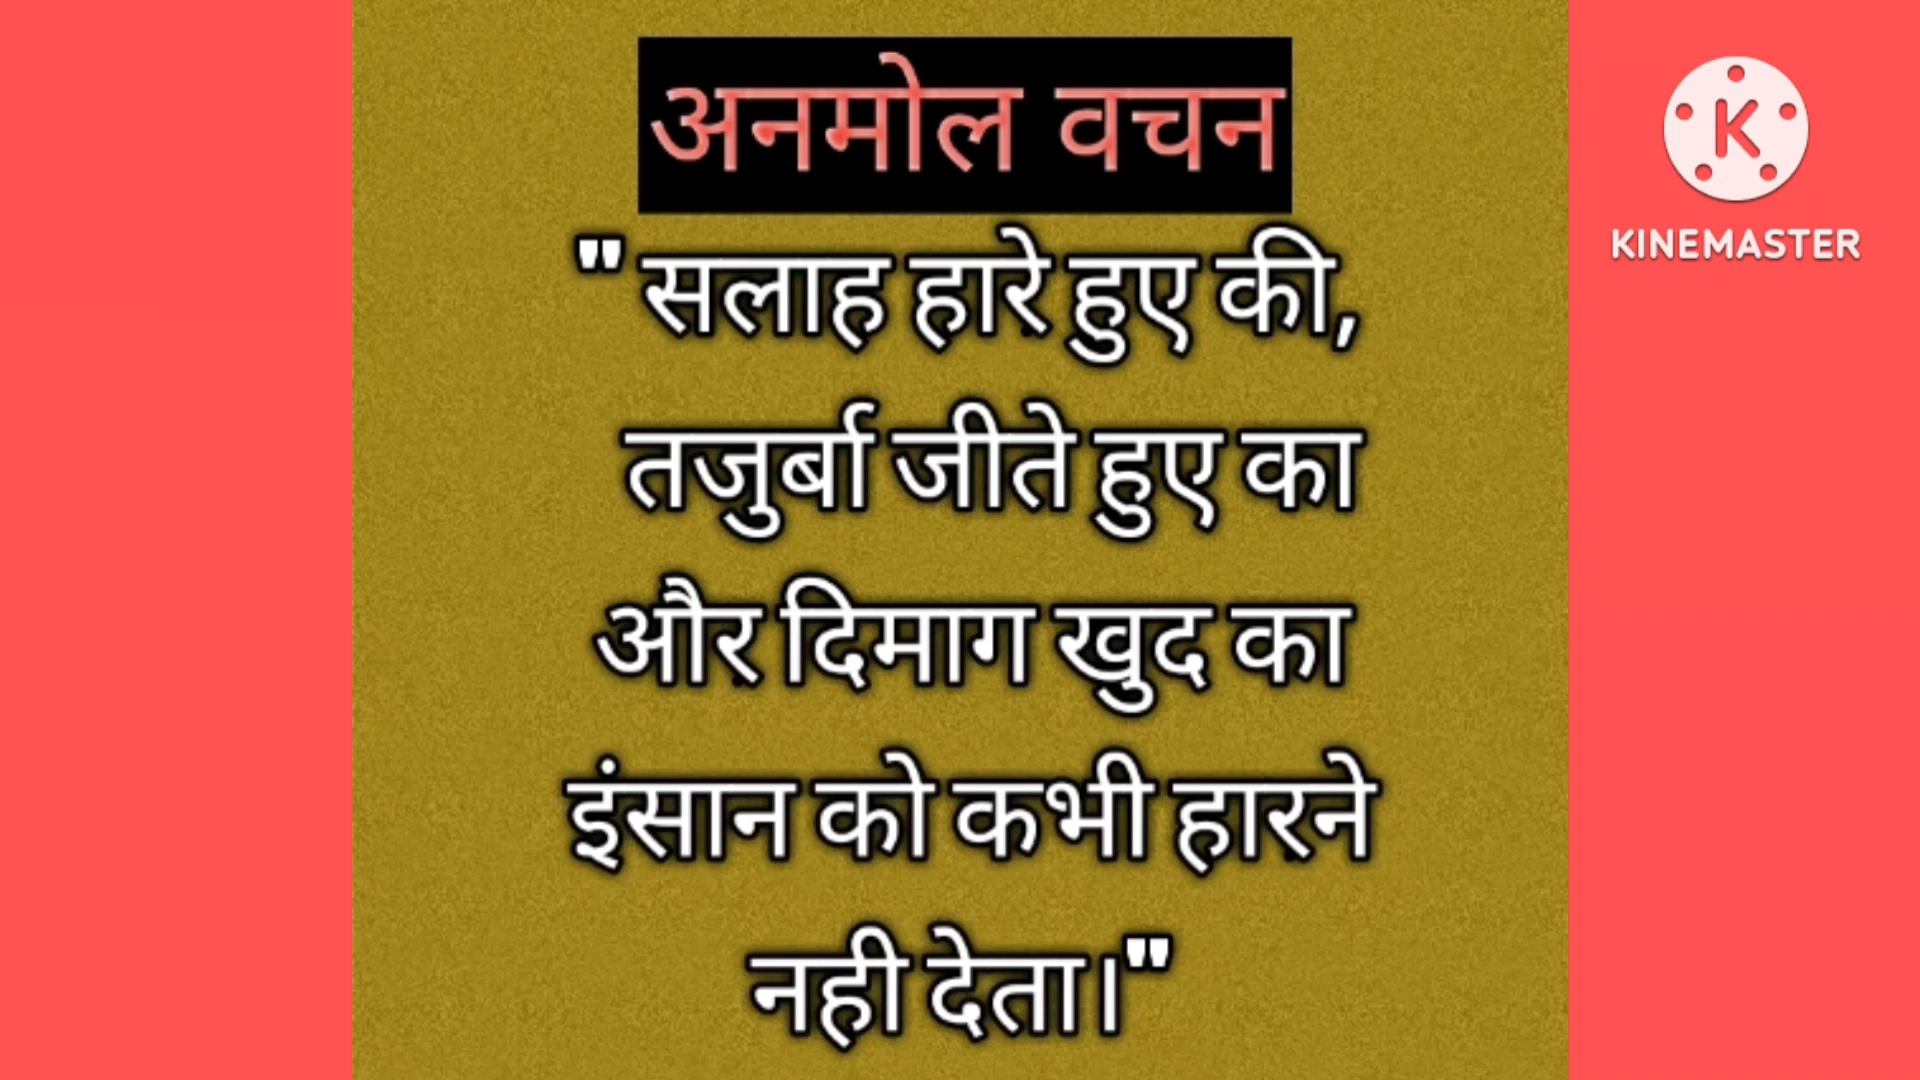 अनमोल वचन
K
KINEMASTER
" सलाह हारे हुए की,
तजुर्बा जीते हुए का
और दिमाग खुद का
इंसान को कभी हारने
नही देता।"